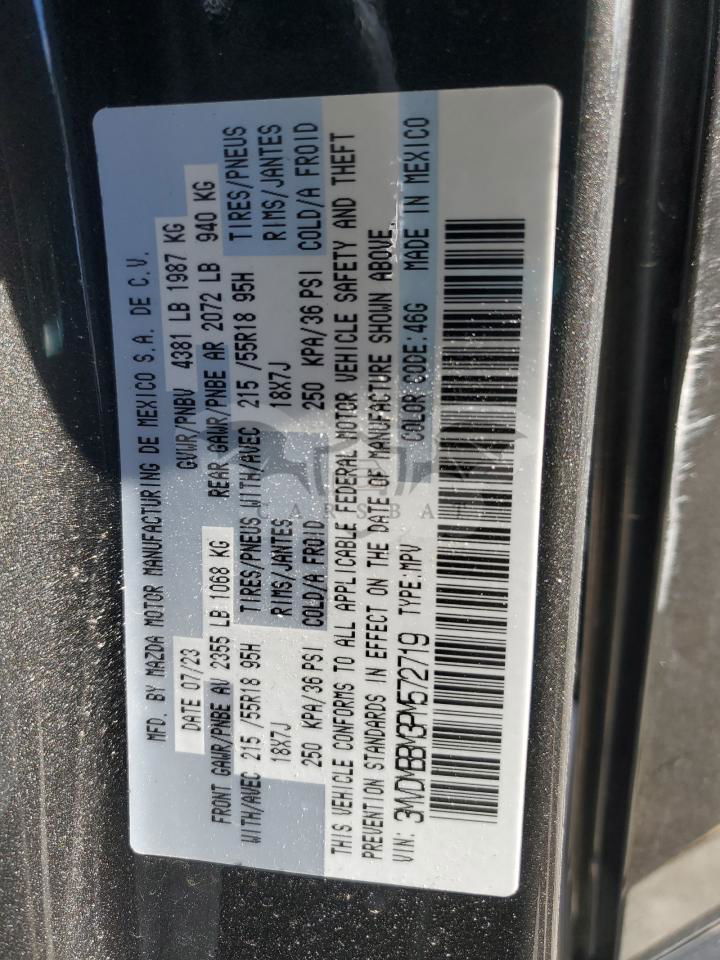 MFD. BY MAZDA MOTOR MANUFACTURING DE MEXICO S.A. DE C.V.
DATE 07/23 GVWR/PNBV 4381 LB 1987 KG
FRONT GAWR/PNBE AV 2355 LB 1068 KG REAR GAWR/PNBE AR 2072 LB 940 KG
WITH/AVEC 215 /55R18 95H TIRES/PNEUS WITH/AVEC 215 /55R18 95H TIRES/PNEUS
18X7J RIMS/JANTES 18X7J RIMS/JANTES
250 KPA/36 PSI COLD/A FROID 250 KPA/36 PSI COLD/A FROID
THIS VEHICLE CONFORMS TO ALL APPLICABLE FEDERAL MOTOR VEHICLE SAFETY AND THEFT
PREVENTION STANDARDS IN EFFECT ON THE DATE OF MANUFACTURE SHOWN ABOVE.
VIN: 3MVDMBBM3PM572719 TYPE:MPV COLOR CODE:46G MADE IN MEXICO
CARSBAT